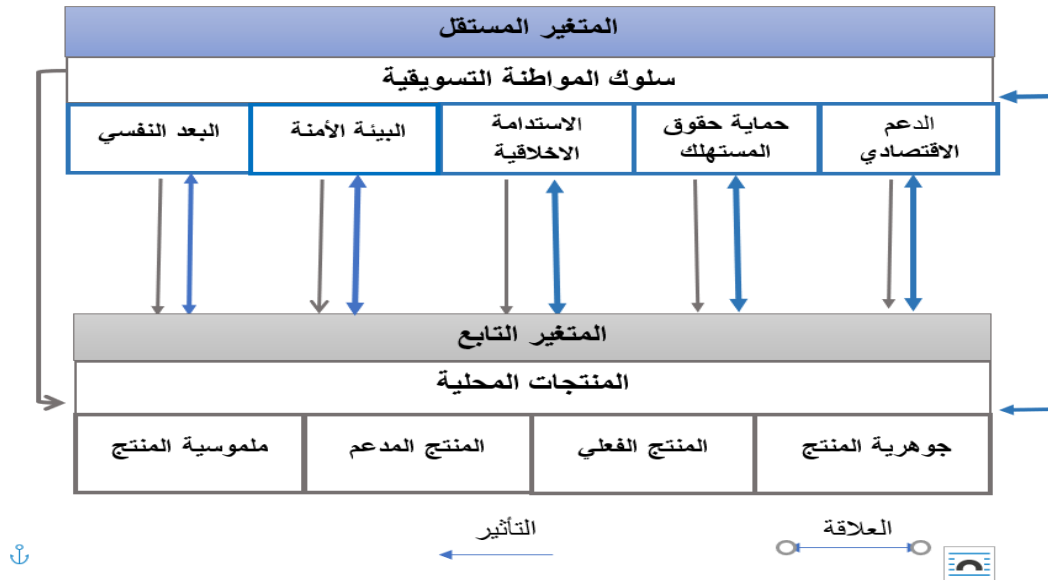 المتغير المستقل
سلوك المواطنة التسويقية
الدعم
الاقتصادي
حماية حقوق
المستهلك
الاستدامة
الاخلاقية
البيئة الأمنة
البعد النفسي
المتغير التابع
المنتجات المحلية
جوهرية المنتج
المنتج الفعلي
المنتج المدعم
ملموسية المنتج
العلاقة
التأثير